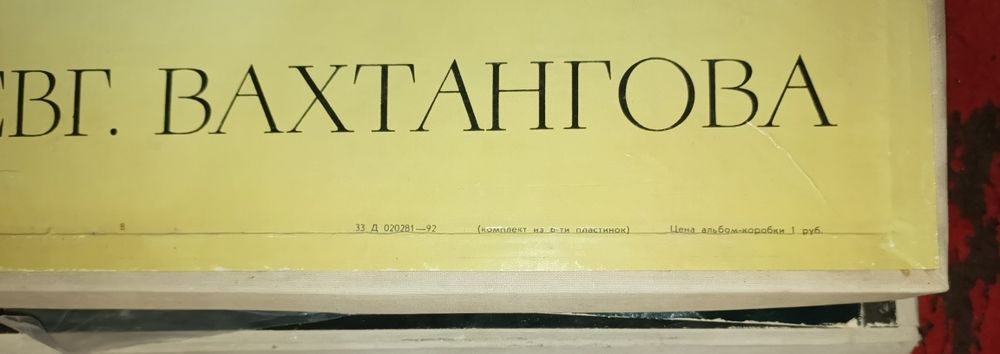 ЕВГ. ВАХТАНГОВА
8 33 Д 020281—92 (комплект из 6-ти пластинок) Цена альбом-коробки 1 руб.